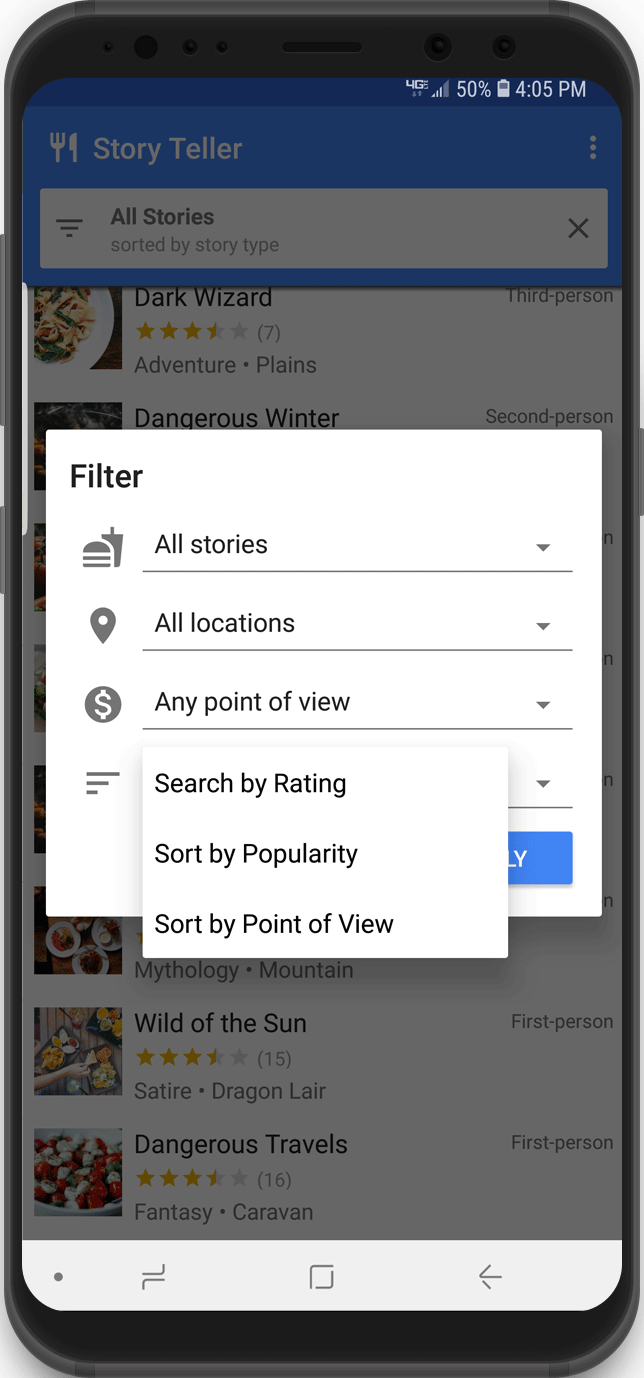 4G
50%
4:05 PM
Story Teller
All Stories
sorted by story type
Dark Wizard
Third-person
(7)
Adventure • Plains
Dangerous Winter
Second-person
Filter
All stories
All locations
$
Any point of view
Search by Rating
Sort by Popularity
Sort by Point of View
Mythology • Mountain
Wild of the Sun
First-person
(15)
Satire • Dragon Lair
Dangerous Travels
First-person
(16)
Fantasy • Caravan